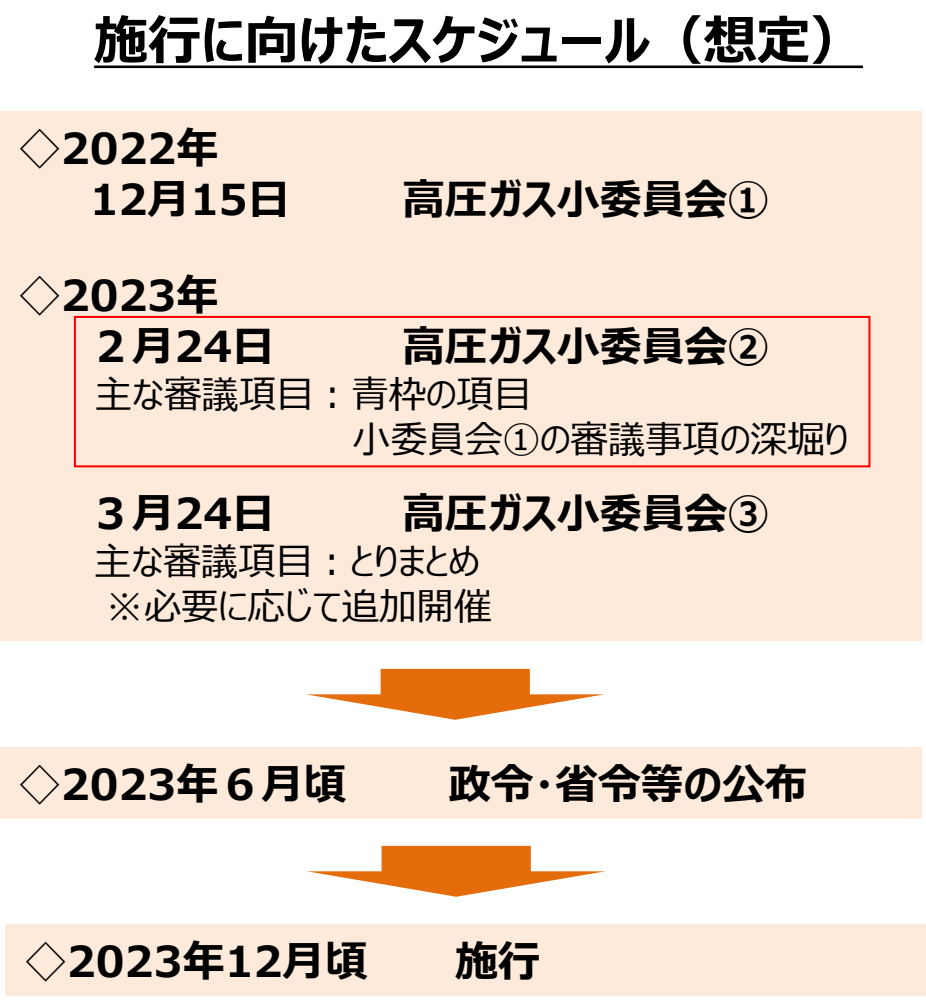 施行に向けたスケジュール（想定）
◇2022年
12月15日　高圧ガス小委員会①
◇2023年
２月24日　高圧ガス小委員会②
主な審議項目：青枠の項目
小委員会①の審議事項の深堀り
３月24日　高圧ガス小委員会③
主な審議項目：とりまとめ
※必要に応じて追加開催
◇2023年６月頃　政令･省令等の公布
◇2023年12月頃　施行